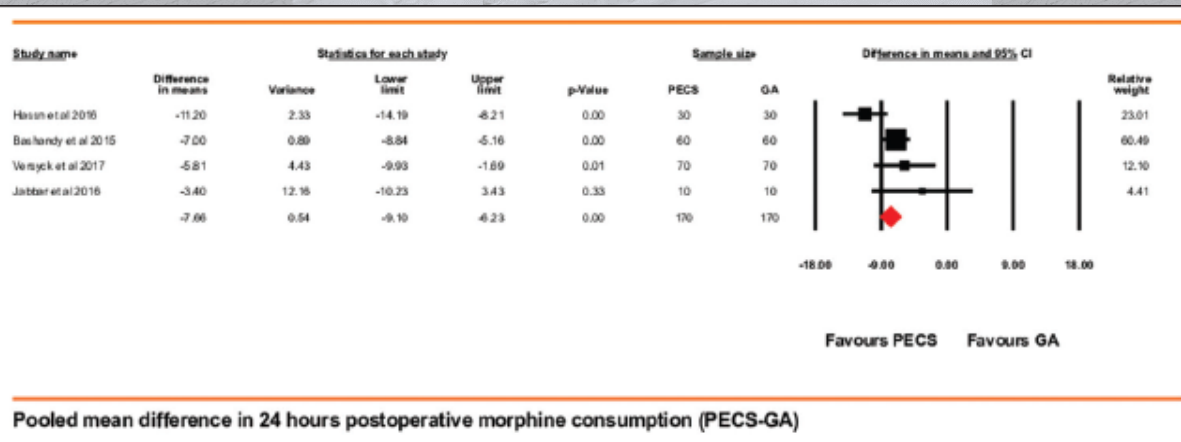 Study name Statistics for each study Sample size Difference in means and 95% CI
Difference in means Variance Lower limit Upper limit p-Value PECS GA Relative weight
Hassn et al 2016 -11.20 2.33 -14.19 -8.21 0.00 30 30 23.01
Bashandy et al 2015 -7.00 0.89 -8.84 -5.16 0.00 60 60 60.49
Versyck et al 2017 -5.81 4.43 -9.93 -1.69 0.01 70 70 12.10
Jabbar et al 2016 -3.40 12.16 -10.23 3.43 0.33 10 10 4.41
-7.66 0.54 -9.10 -6.23 0.00 170 170
-18.00 -9.00 0.00 9.00 18.00
Favours PECS Favours GA
Pooled mean difference in 24 hours postoperative morphine consumption (PECS-GA)